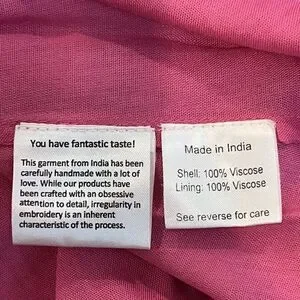 You have fantastic taste!
This garment from India has been
carefully handmade with a lot of
love. While our products have
been crafted with an obsessive
attention to detail, irregularity in
embroidery is an inherent
characteristic of the process.
Made in India
Shell: 100% Viscose
Lining: 100% Viscose
See reverse for care